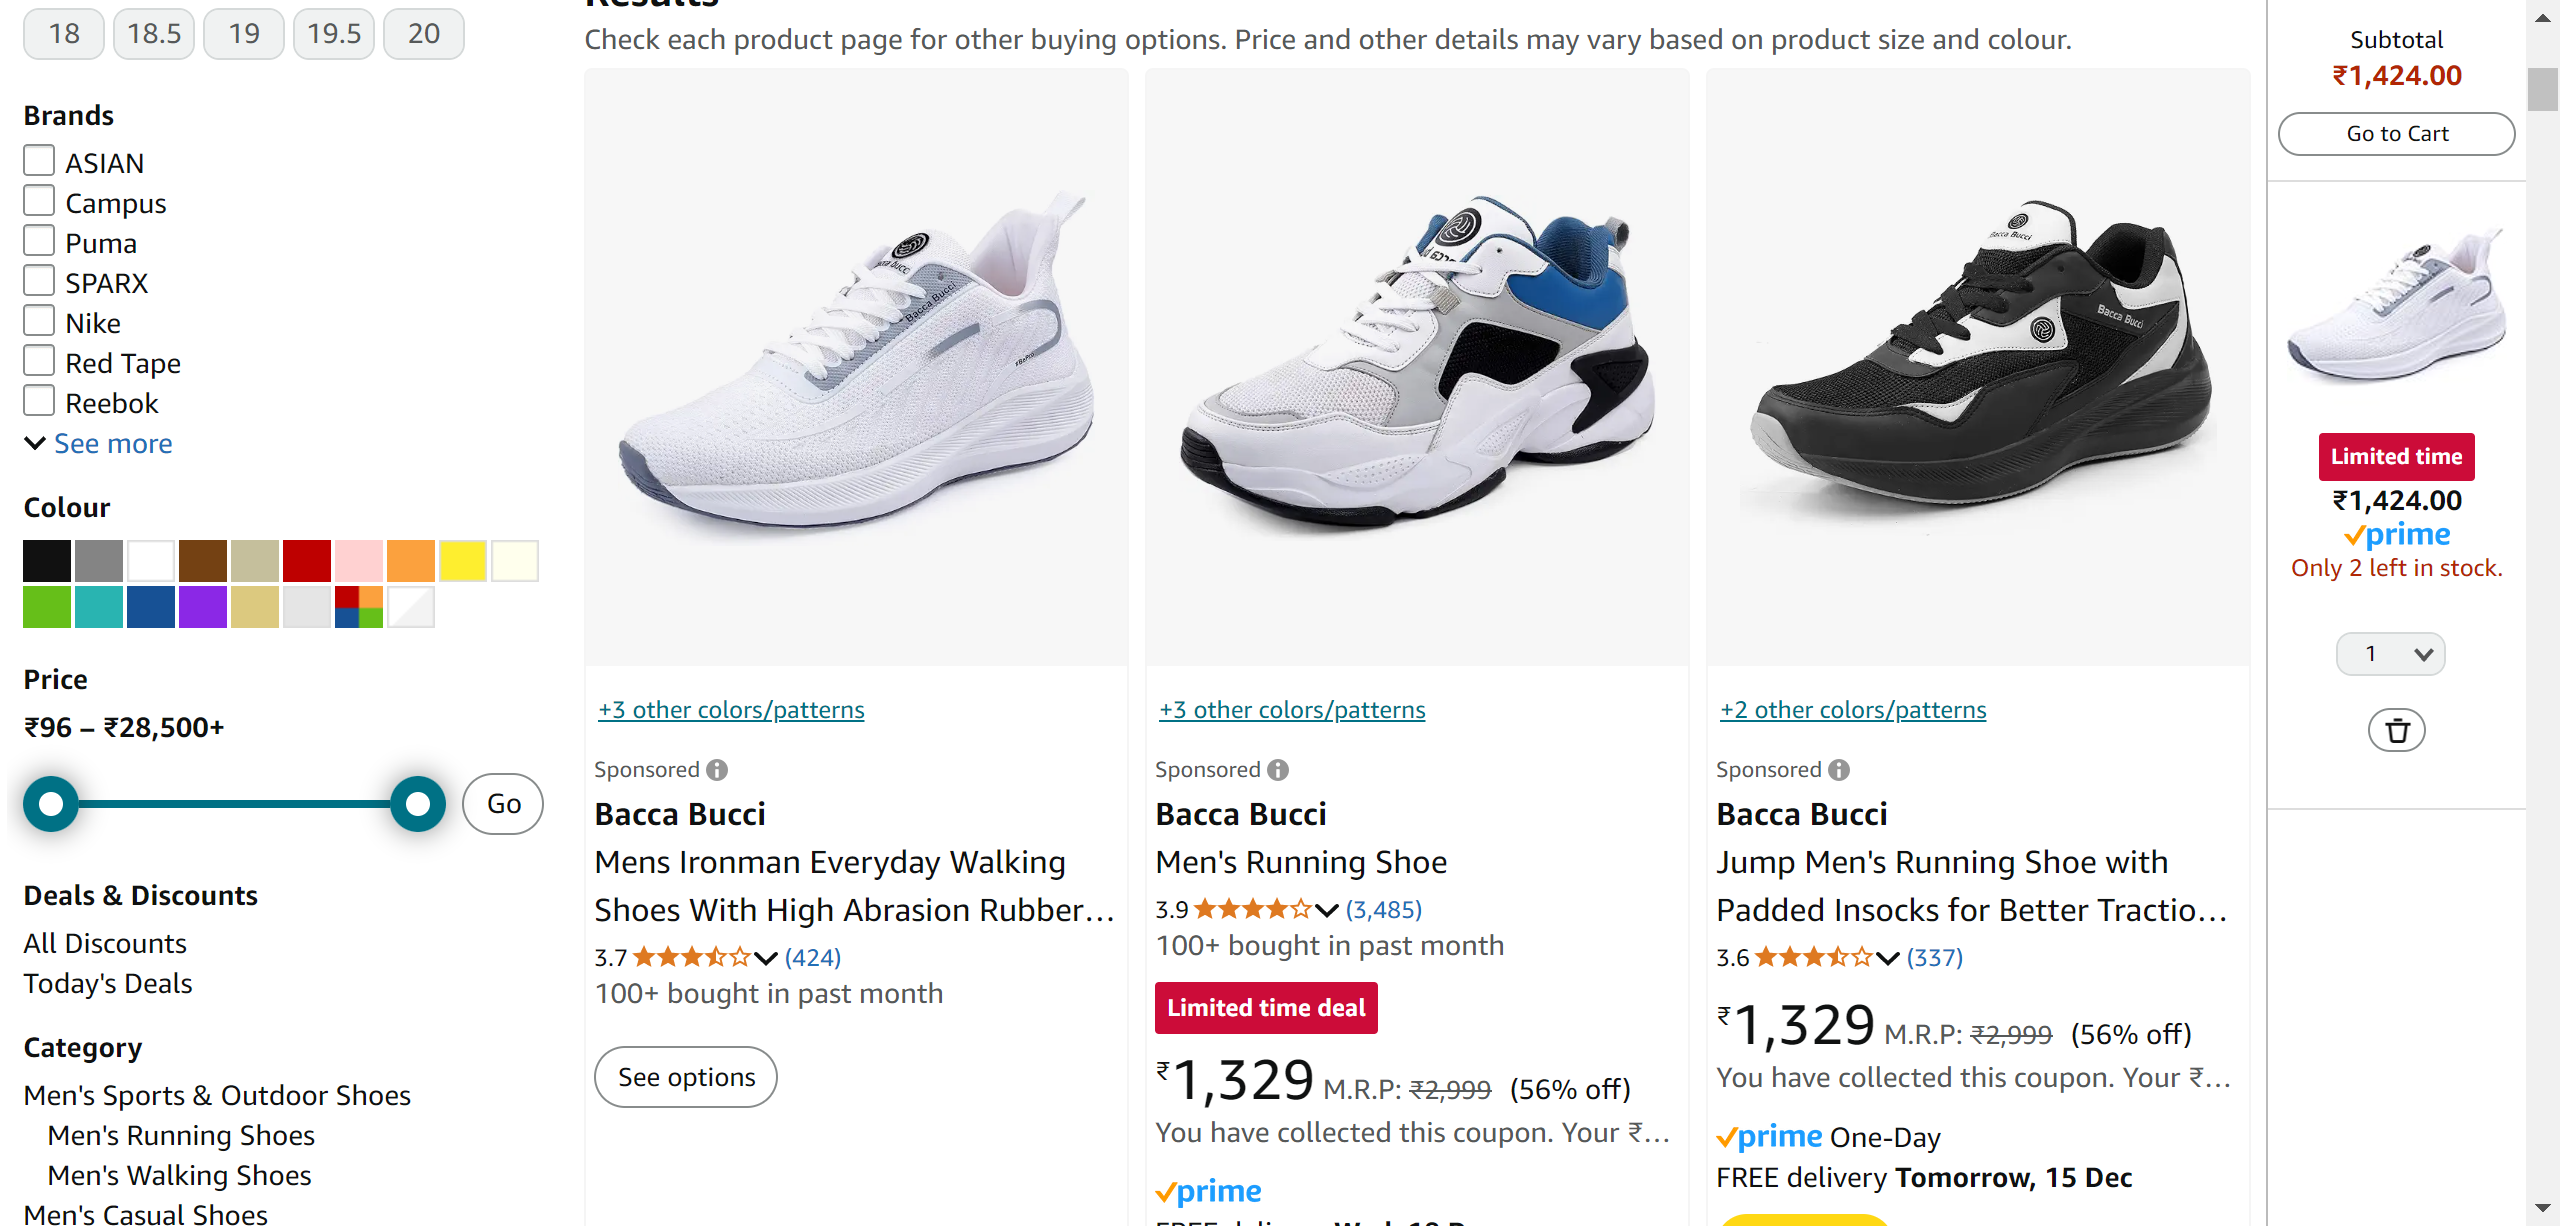 18 18.5 19 19.5 20
Brands
ASIAN
Campus
Puma
SPARX
Nike
Red Tape
Reebok
See more
Colour
Price
₹96 – ₹28,500+
Go
Deals & Discounts
All Discounts
Today's Deals
Category
Men's Sports & Outdoor Shoes
Men's Running Shoes
Men's Walking Shoes
Men's Casual Shoes
Results
Check each product page for other buying options. Price and other details may vary based on product size and colour.
Bacca Bucci
+3 other colors/patterns
Sponsored
Bacca Bucci
Mens Ironman Everyday Walking
Shoes With High Abrasion Rubber…
3.7 (424)
100+ bought in past month
See options
+3 other colors/patterns
Sponsored
Bacca Bucci
Men's Running Shoe
3.9 (3,485)
100+ bought in past month
Limited time deal
₹1,329 M.R.P: ₹2,999 (56% off)
You have collected this coupon. Your ₹…
prime
Bacca Bucci
Bacca Bucci
+2 other colors/patterns
Sponsored
Bacca Bucci
Jump Men's Running Shoe with
Padded Insocks for Better Tractio…
3.6 (337)
₹1,329 M.R.P: ₹2,999 (56% off)
You have collected this coupon. Your ₹…
prime One-Day
FREE delivery Tomorrow, 15 Dec
Subtotal
₹1,424.00
Go to Cart
Limited time
₹1,424.00
prime
Only 2 left in stock.
1